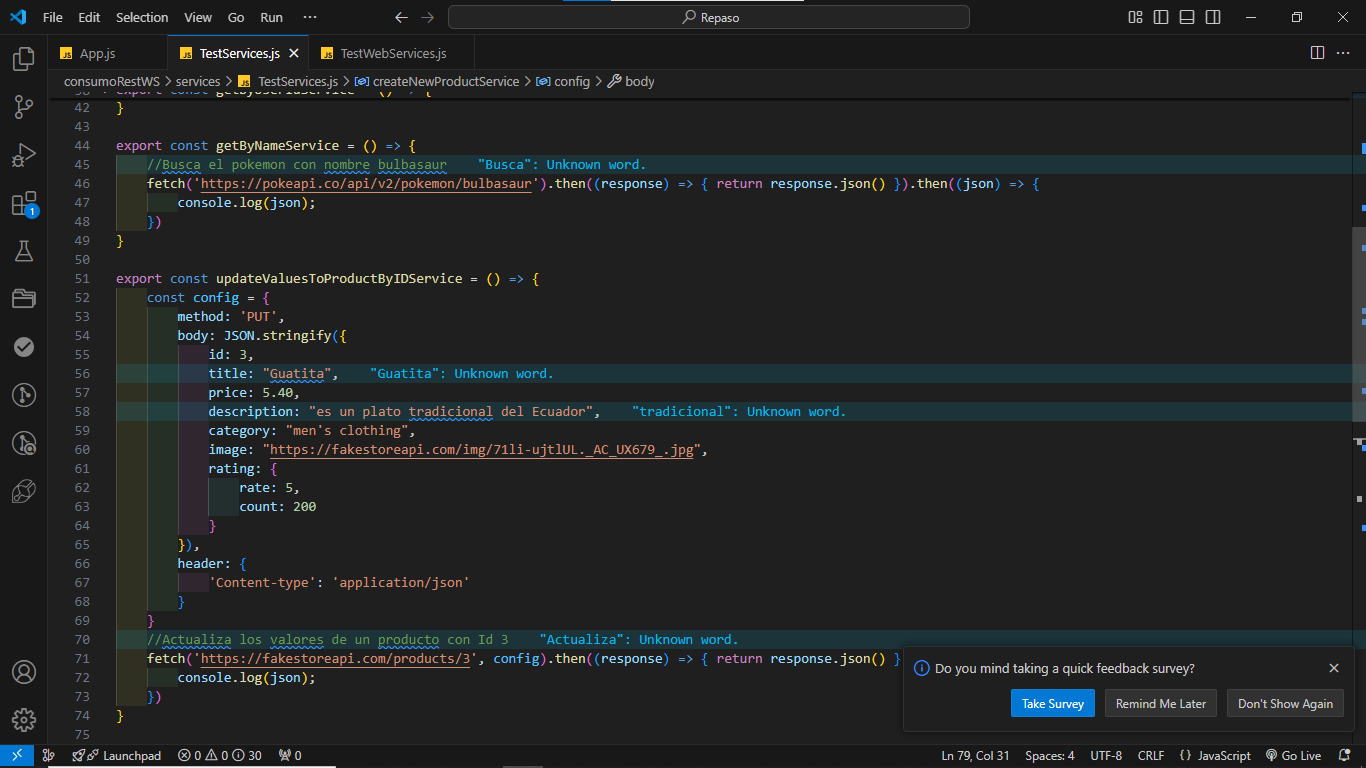 File Edit Selection View Go Run ··· Repaso
App.js TestServices.js TestWebServices.js
consumoRestWS > services > TestServices.js > createNewProductService > config > body
42 }
43
44 export const getByNameService = () => {
45 //Busca el pokemon con nombre bulbasaur "Busca": Unknown word.
46 fetch('https://pokeapi.co/api/v2/pokemon/bulbasaur').then((response) => { return response.json() }).then((json) => {
47 console.log(json);
48 })
49 }
50
51 export const updateValuesToProductByIDService = () => {
52 const config = {
53 method: 'PUT',
54 body: JSON.stringify({
55 id: 3,
56 title: "Guatita", "Guatita": Unknown word.
57 price: 5.40,
58 description: "es un plato tradicional del Ecuador", "tradicional": Unknown word.
59 category: "men's clothing",
60 image: "https://fakestoreapi.com/img/71li-ujtlUL._AC_UX679_.jpg",
61 rating: {
62 rate: 5,
63 count: 200
64 }
65 }),
66 header: {
67 'Content-type': 'application/json'
68 }
69 }
70 //Actualiza los valores de un producto con Id 3 "Actualiza": Unknown word.
71 fetch('https://fakestoreapi.com/products/3', config).then((response) => { return response.json() }
72 console.log(json);
73 })
74 }
75
1
Do you mind taking a quick feedback survey?
Take Survey Remind Me Later Don't Show Again
Launchpad 0 0 30 0 Ln 79, Col 31 Spaces: 4 UTF-8 CRLF {} JavaScript Go Live